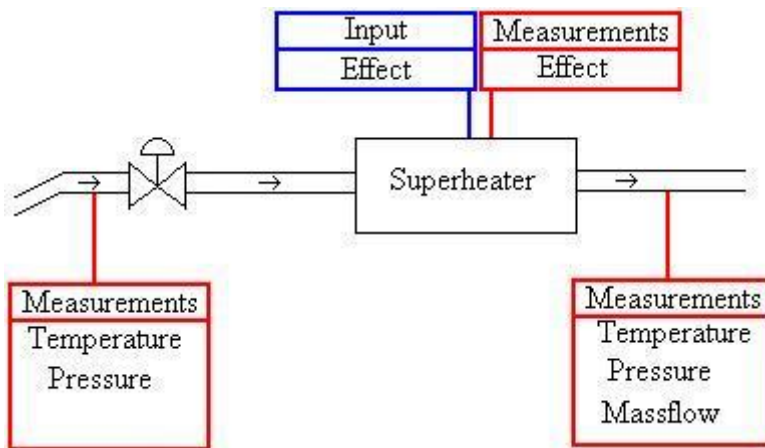 Input
Effect
Measurements
Effect
Superheater
Measurements
Temperature
Pressure
Measurements
Temperature
Pressure
Massflow